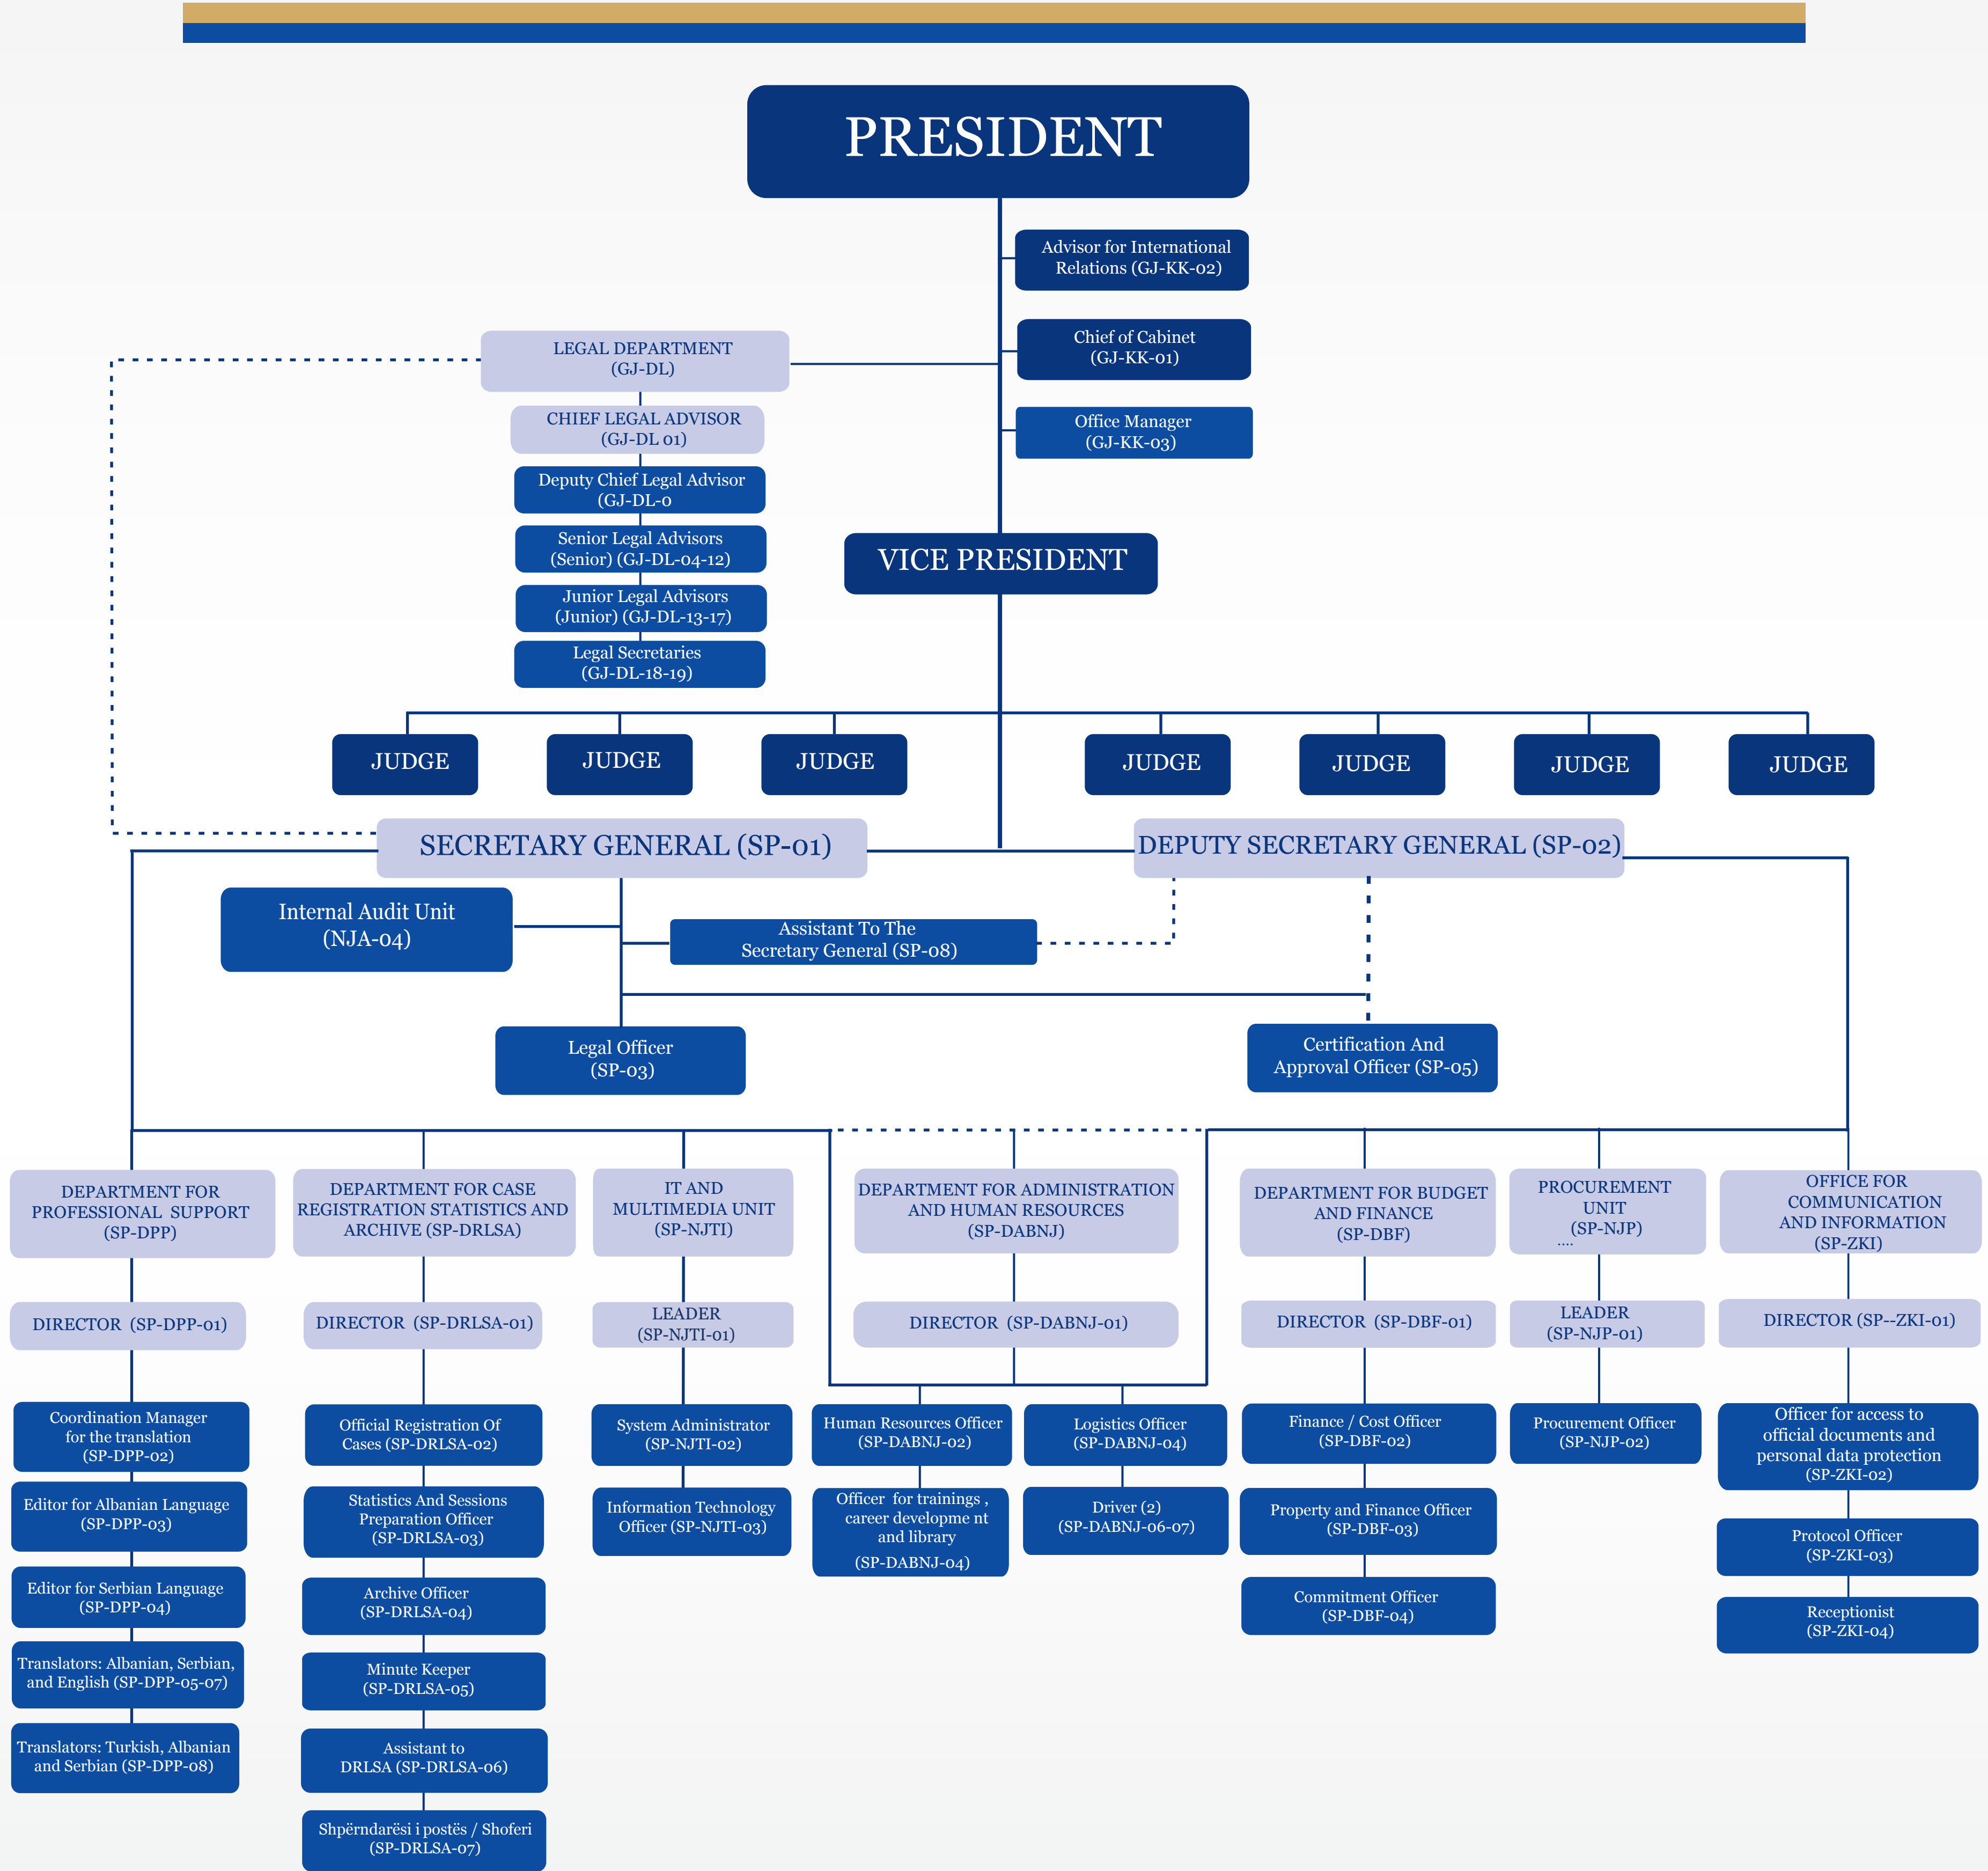 PRESIDENT
Advisor for International
Relations (GJ-KK-02)
Chief of Cabinet
(GJ-KK-01)
Office Manager
(GJ-KK-03)
LEGAL DEPARTMENT
(GJ-DL)
CHIEF LEGAL ADVISOR
(GJ-DL 01)
Deputy Chief Legal Advisor
(GJ-DL-0
Senior Legal Advisors
(Senior) (GJ-DL-04-12)
Junior Legal Advisors
(Junior) (GJ-DL-13-17)
Legal Secretaries
(GJ-DL-18-19)
VICE PRESIDENT
JUDGE
JUDGE
JUDGE
JUDGE
JUDGE
JUDGE
JUDGE
SECRETARY GENERAL (SP-01)
DEPUTY SECRETARY GENERAL (SP-02)
Internal Audit Unit
(NJA-04)
Assistant To The
Secretary General (SP-08)
Legal Officer
(SP-03)
Certification And
Approval Officer (SP-05)
DEPARTMENT FOR
PROFESSIONAL SUPPORT
(SP-DPP)
DIRECTOR (SP-DPP-01)
Coordination Manager
for the translation
(SP-DPP-02)
Editor for Albanian Language
(SP-DPP-03)
Editor for Serbian Language
(SP-DPP-04)
Translators: Albanian, Serbian,
and English (SP-DPP-05-07)
Translators: Turkish, Albanian
and Serbian (SP-DPP-08)
DEPARTMENT FOR CASE
REGISTRATION STATISTICS AND
ARCHIVE (SP-DRLSA)
DIRECTOR (SP-DRLSA-01)
Official Registration Of
Cases (SP-DRLSA-02)
Statistics And Sessions
Preparation Officer
(SP-DRLSA-03)
Archive Officer
(SP-DRLSA-04)
Minute Keeper
(SP-DRLSA-05)
Assistant to
DRLSA (SP-DRLSA-06)
Shpërndarësi i postës / Shoferi
(SP-DRLSA-07)
IT AND
MULTIMEDIA UNIT
(SP-NJTI)
LEADER
(SP-NJTI-01)
System Administrator
(SP-NJTI-02)
Information Technology
Officer (SP-NJTI-03)
DEPARTMENT FOR ADMINISTRATION
AND HUMAN RESOURCES
(SP-DABNJ)
DIRECTOR (SP-DABNJ-01)
Human Resources Officer
(SP-DABNJ-02)
Officer for trainings ,
career developme nt
and library
(SP-DABNJ-04)
Logistics Officer
(SP-DABNJ-04)
Driver (2)
(SP-DABNJ-06-07)
DEPARTMENT FOR BUDGET
AND FINANCE
(SP-DBF)
DIRECTOR (SP-DBF-01)
Finance / Cost Officer
(SP-DBF-02)
Property and Finance Officer
(SP-DBF-03)
Commitment Officer
(SP-DBF-04)
PROCUREMENT
UNIT
(SP-NJP)
....
LEADER
(SP-NJP-01)
Procurement Officer
(SP-NJP-02)
OFFICE FOR
COMMUNICATION
AND INFORMATION
(SP-ZKI)
DIRECTOR (SP--ZKI-01)
Officer for access to
official documents and
personal data protection
(SP-ZKI-02)
Protocol Officer
(SP-ZKI-03)
Receptionist
(SP-ZKI-04)